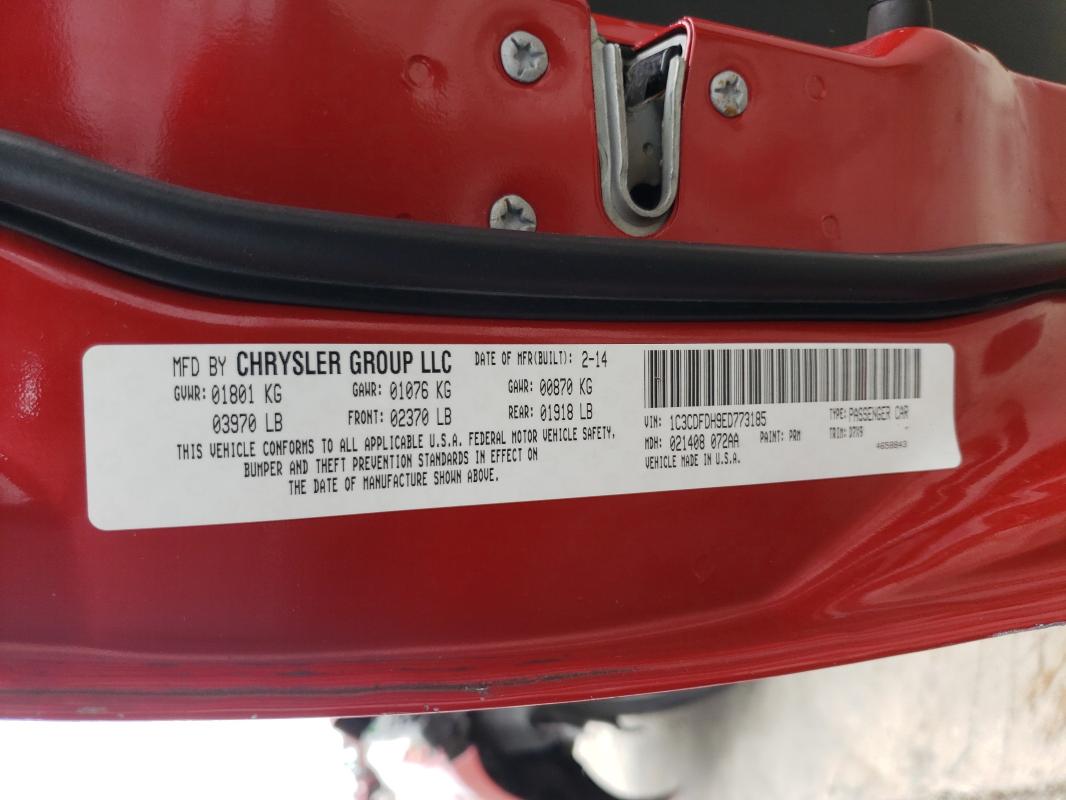 MFD BY CHRYSLER GROUP LLC DATE OF MFR(BUILT): 2-14
GVWR: 01801 KG GAWR: 01076 KG GAWR: 00870 KG
03970 LB FRONT: 02370 LB REAR: 01918 LB
THIS VEHICLE CONFORMS TO ALL APPLICABLE U.S.A. FEDERAL MOTOR VEHICLE SAFETY,
BUMPER AND THEFT PREVENTION STANDARDS IN EFFECT ON
THE DATE OF MANUFACTURE SHOWN ABOVE.
VIN: 1C3CDFDH9ED773185 TYPE: PASSENGER CAR
MDH: 021408 072AA PAINT: PRM TRIM: D7X9
VEHICLE MADE IN U.S.A. 4658843